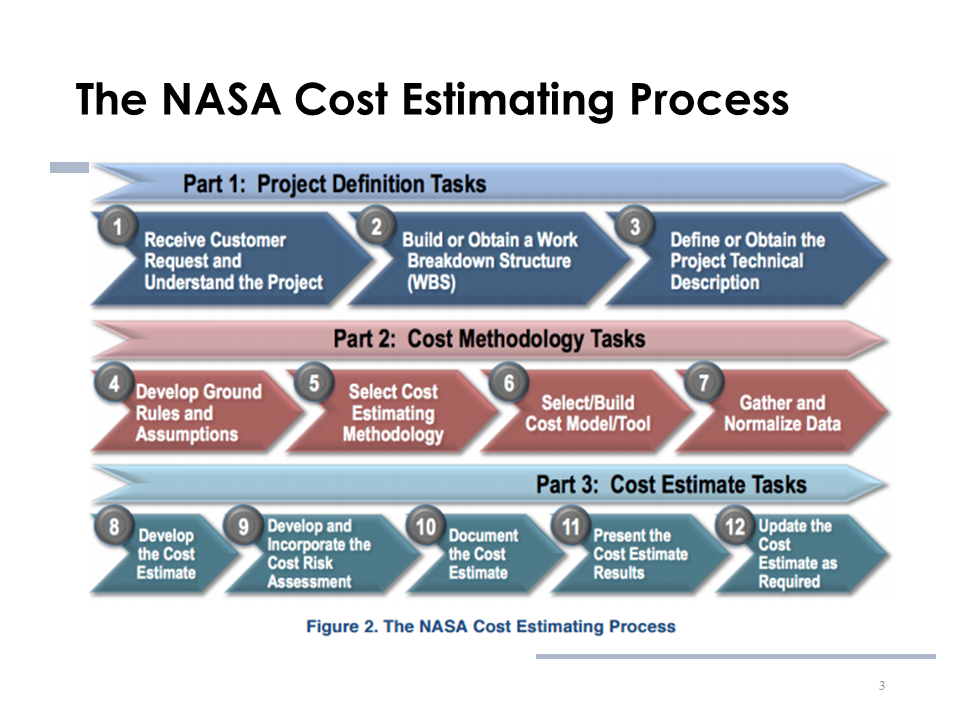 The NASA Cost Estimating Process
Part 1: Project Definition Tasks
1
Receive Customer
Request and
Understand the Project
2
Build or Obtain a Work
Breakdown Structure
(WBS)
3
Define or Obtain the
Project Technical
Description
Part 2: Cost Methodology Tasks
4
Develop Ground
Rules and
Assumptions
5
Select Cost
Estimating
Methodology
6
Select/Build
Cost Model/Tool
7
Gather and
Normalize Data
Part 3: Cost Estimate Tasks
8
Develop
the Cost
Estimate
9
Develop and
Incorporate the
Cost Risk
Assessment
10
Document
the Cost
Estimate
11
Present the
Cost Estimate
Results
12
Update the
Cost
Estimate as
Required
Figure 2. The NASA Cost Estimating Process
3